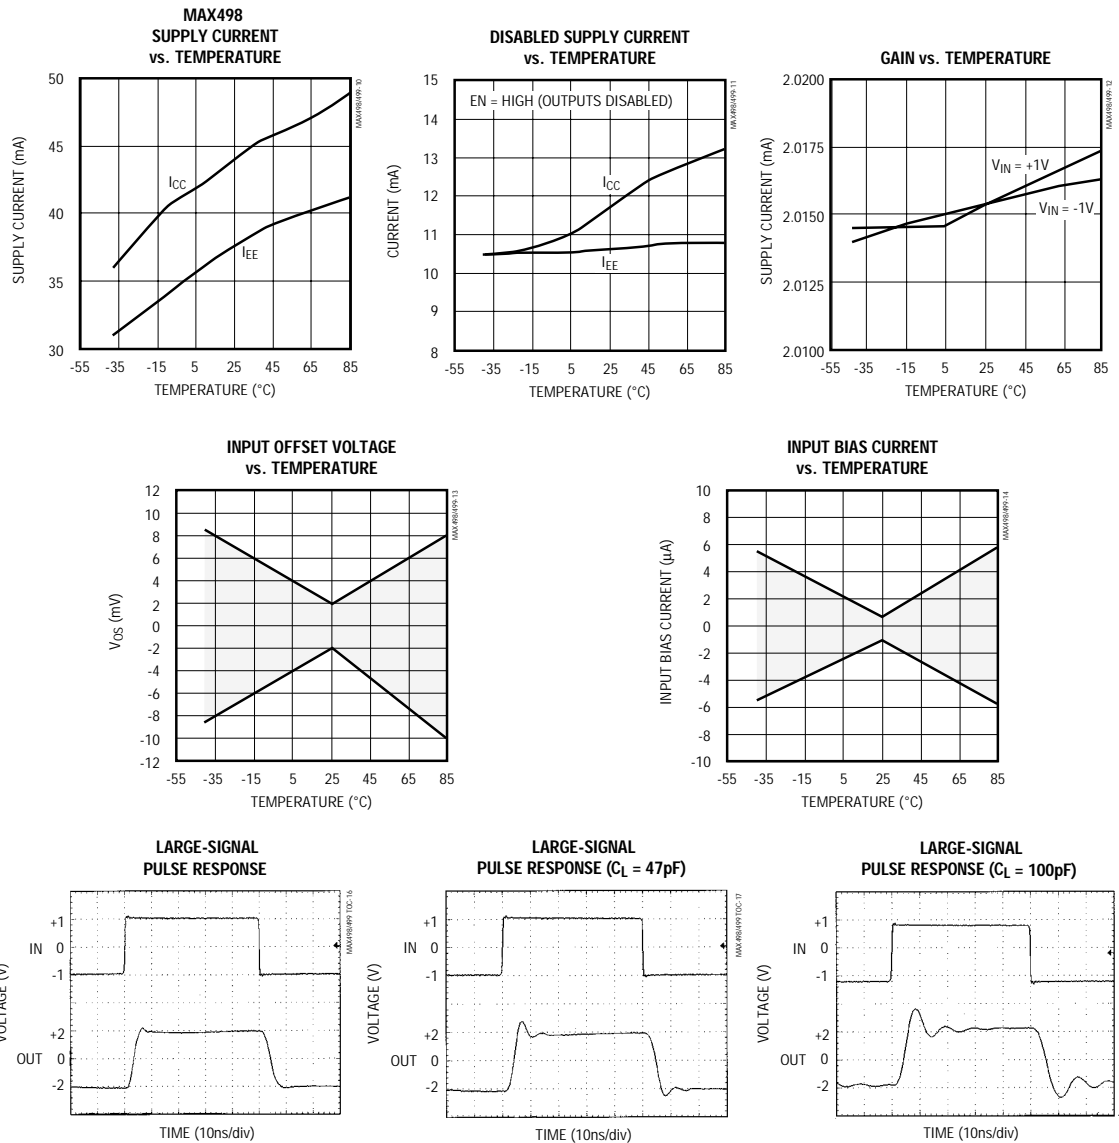 MAX498
SUPPLY CURRENT
vs. TEMPERATURE
SUPPLY CURRENT (mA)
50
45
40
35
30
ICC
IEE
-55 -35 -15 5 25 45 65 85
TEMPERATURE (°C)
MAX498/499-10
DISABLED SUPPLY CURRENT
vs. TEMPERATURE
CURRENT (mA)
15
14
13
12
11
10
9
8
EN = HIGH (OUTPUTS DISABLED)
ICC
IEE
-55 -35 -15 5 25 45 65 85
TEMPERATURE (°C)
MAX498/499-11
GAIN vs. TEMPERATURE
SUPPLY CURRENT (mA)
2.0200
2.0175
2.0150
2.0125
2.0100
VIN = +1V
VIN = -1V
-55 -35 -15 5 25 45 65 85
TEMPERATURE (°C)
MAX498/499-12
INPUT OFFSET VOLTAGE
vs. TEMPERATURE
VOS (mV)
12
10
8
6
4
2
0
-2
-4
-6
-8
-10
-12
-55 -35 -15 5 25 45 65 85
TEMPERATURE (°C)
MAX498/499-13
INPUT BIAS CURRENT
vs. TEMPERATURE
INPUT BIAS CURRENT (µA)
10
8
6
4
2
0
-2
-4
-6
-8
-10
-55 -35 -15 5 25 45 65 85
TEMPERATURE (°C)
MAX498/499-14
LARGE-SIGNAL
PULSE RESPONSE
VOLTAGE (V)
+1
IN 0
-1
+2
OUT 0
-2
TIME (10ns/div)
MAX498/499 TOC-16
LARGE-SIGNAL
PULSE RESPONSE (CL = 47pF)
VOLTAGE (V)
+1
IN 0
-1
+2
OUT 0
-2
TIME (10ns/div)
MAX498/499 TOC-17
LARGE-SIGNAL
PULSE RESPONSE (CL = 100pF)
VOLTAGE (V)
+1
IN 0
-1
+2
OUT 0
-2
TIME (10ns/div)